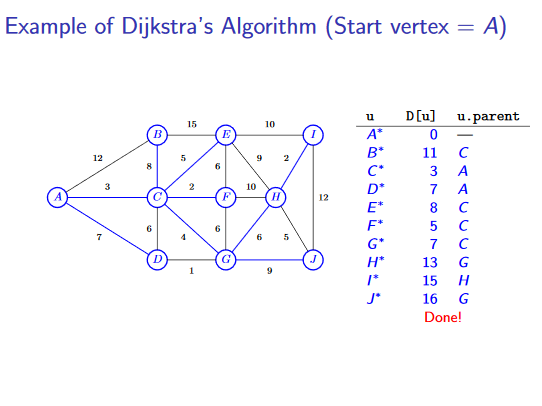 Example of Dijkstra's Algorithm (Start vertex = A)
15
10
B
E
I
12
8
5
6
9
2
3
2
10
A
C
F
H
12
7
6
4
6
6
5
D
G
J
1
9
u D[u] u.parent
A* 0 —
B* 11 C
C* 3 A
D* 7 A
E* 8 C
F* 5 C
G* 7 C
H* 13 G
I* 15 H
J* 16 G
Done!